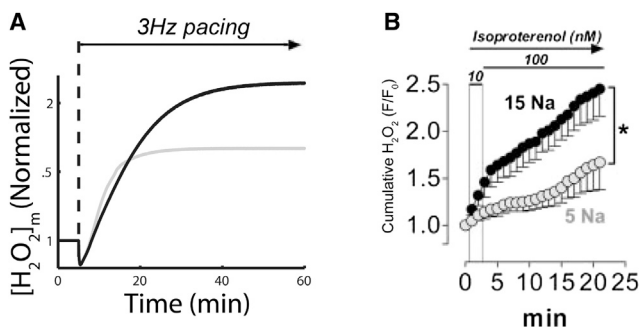 A
3Hz pacing
[H2O2]m (Normalized)
2
.5
1
0
20
40
60
Time (min)
B
Isoproterenol (nM)
10
100
Cumulative H2O2 (F/F0)
2.5
2.0
1.5
1.0
15 Na
*
5 Na
0 5 10 15 20 25
min